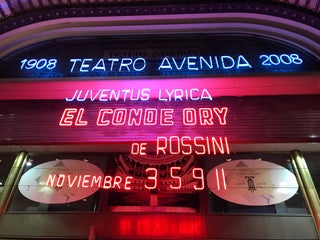 1908 TEATRO AVENIDA 2008
JUVENTUS LYRICA
EL CONDE ORY
DE ROSSINI
NOVIEMBRE 3 5 9 11